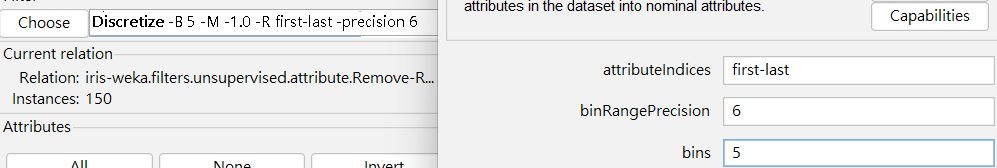 Choose
Discretize -B 5 -M -1.0 -R first-last -precision 6
Current relation
Relation: iris-weka.filters.unsupervised.attribute.Remove-R...
Instances: 150
Attributes
All
None
Invert
attributes in the dataset into nominal attributes.
Capabilities
attributeIndices
first-last
binRangePrecision
6
bins
5